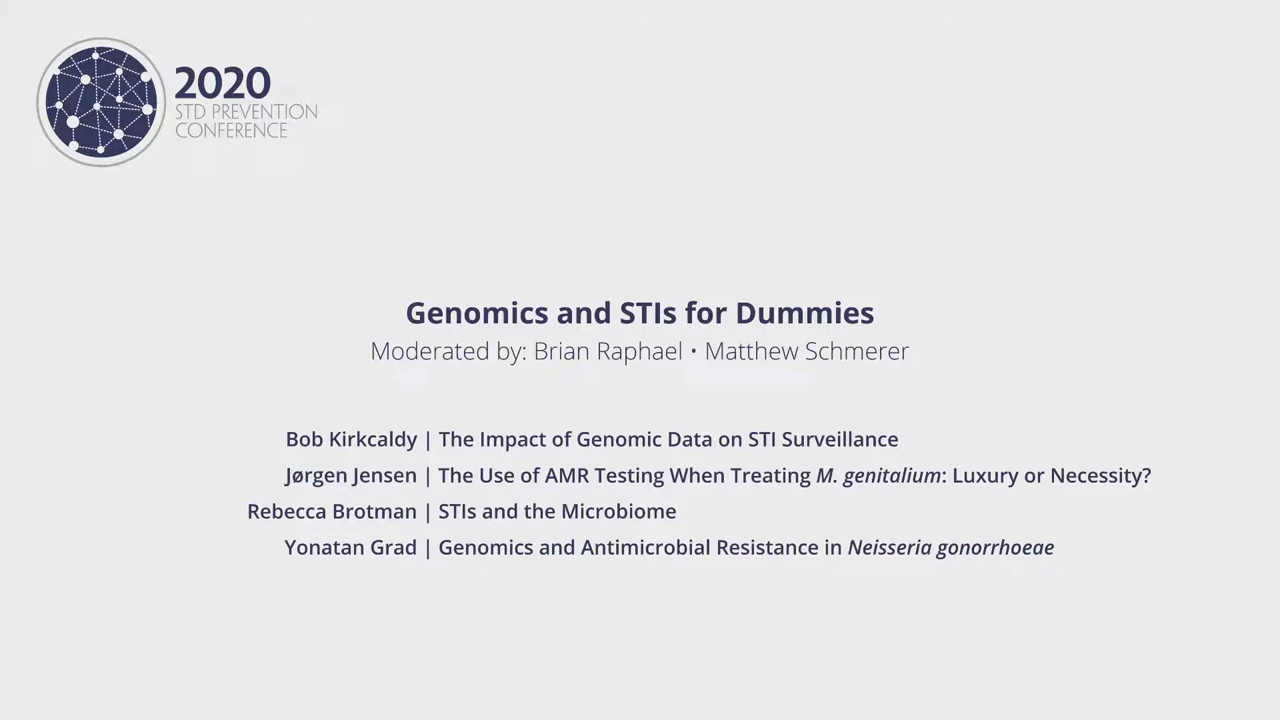 2020
STD PREVENTION
CONFERENCE
Genomics and STIs for Dummies
Moderated by: Brian Raphael • Matthew Schmerer
Bob Kirkcaldy | The Impact of Genomic Data on STI Surveillance
Jørgen Jensen | The Use of AMR Testing When Treating M. genitalium: Luxury or Necessity?
Rebecca Brotman | STIs and the Microbiome
Yonatan Grad | Genomics and Antimicrobial Resistance in Neisseria gonorrhoeae